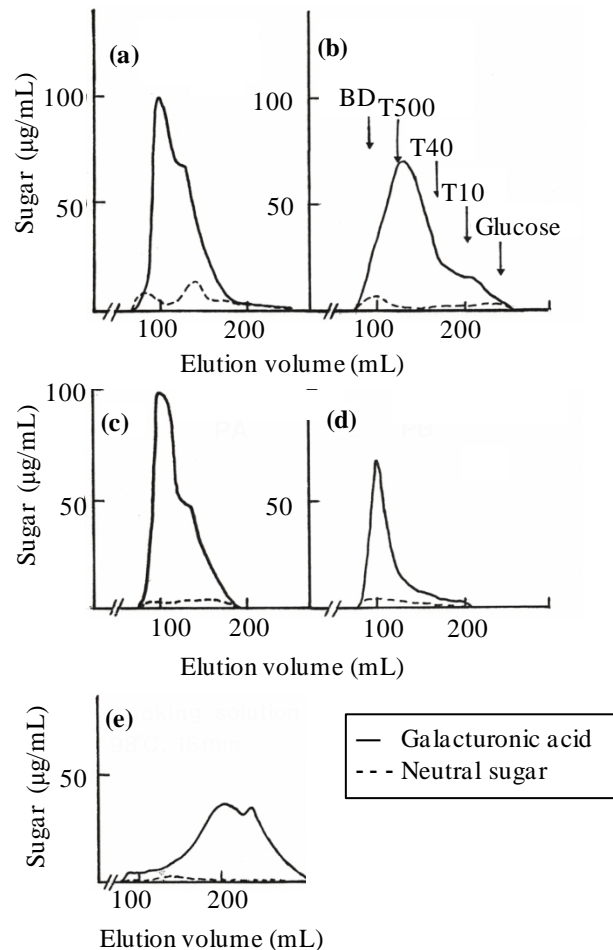 (a)
(b)
Sugar (µg/mL)
100
50
100
50
BD
T500
T40
T10
Glucose
100
200
100
200
Elution volume (mL)
(c)
(d)
Sugar (µg/mL)
100
50
50
100
200
100
200
Elution volume (mL)
(e)
Sugar (µg/mL)
50
100
200
Elution volume (mL)
Galacturonic acid
Neutral sugar